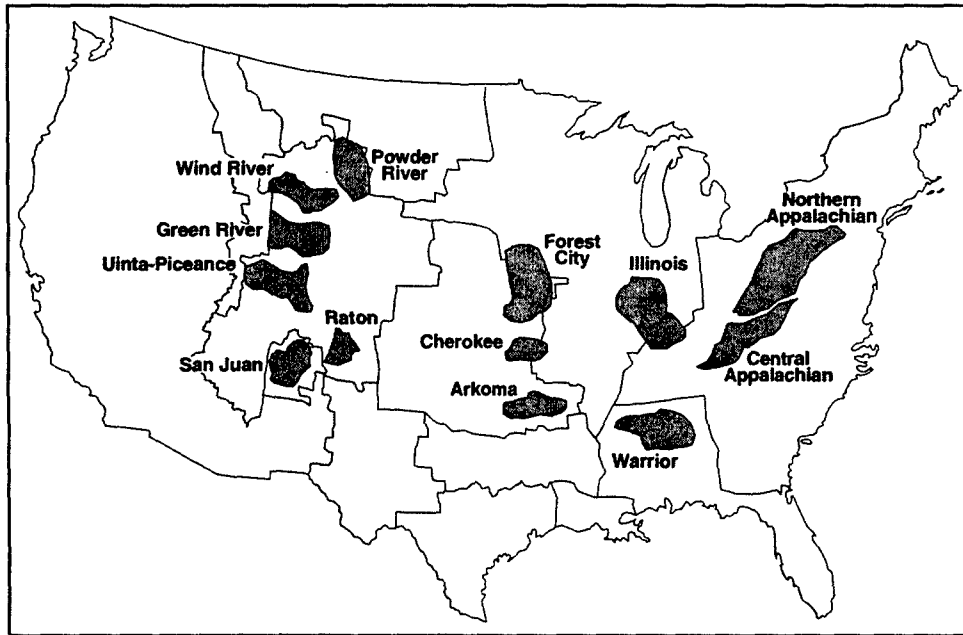 Wind River
Powder
River
Northern
Appalachian
Green River
Forest
City
Uinta-Piceance
Illinois
Raton
Cherokee
San Juan
Central
Appalachian
Arkoma
Warrior